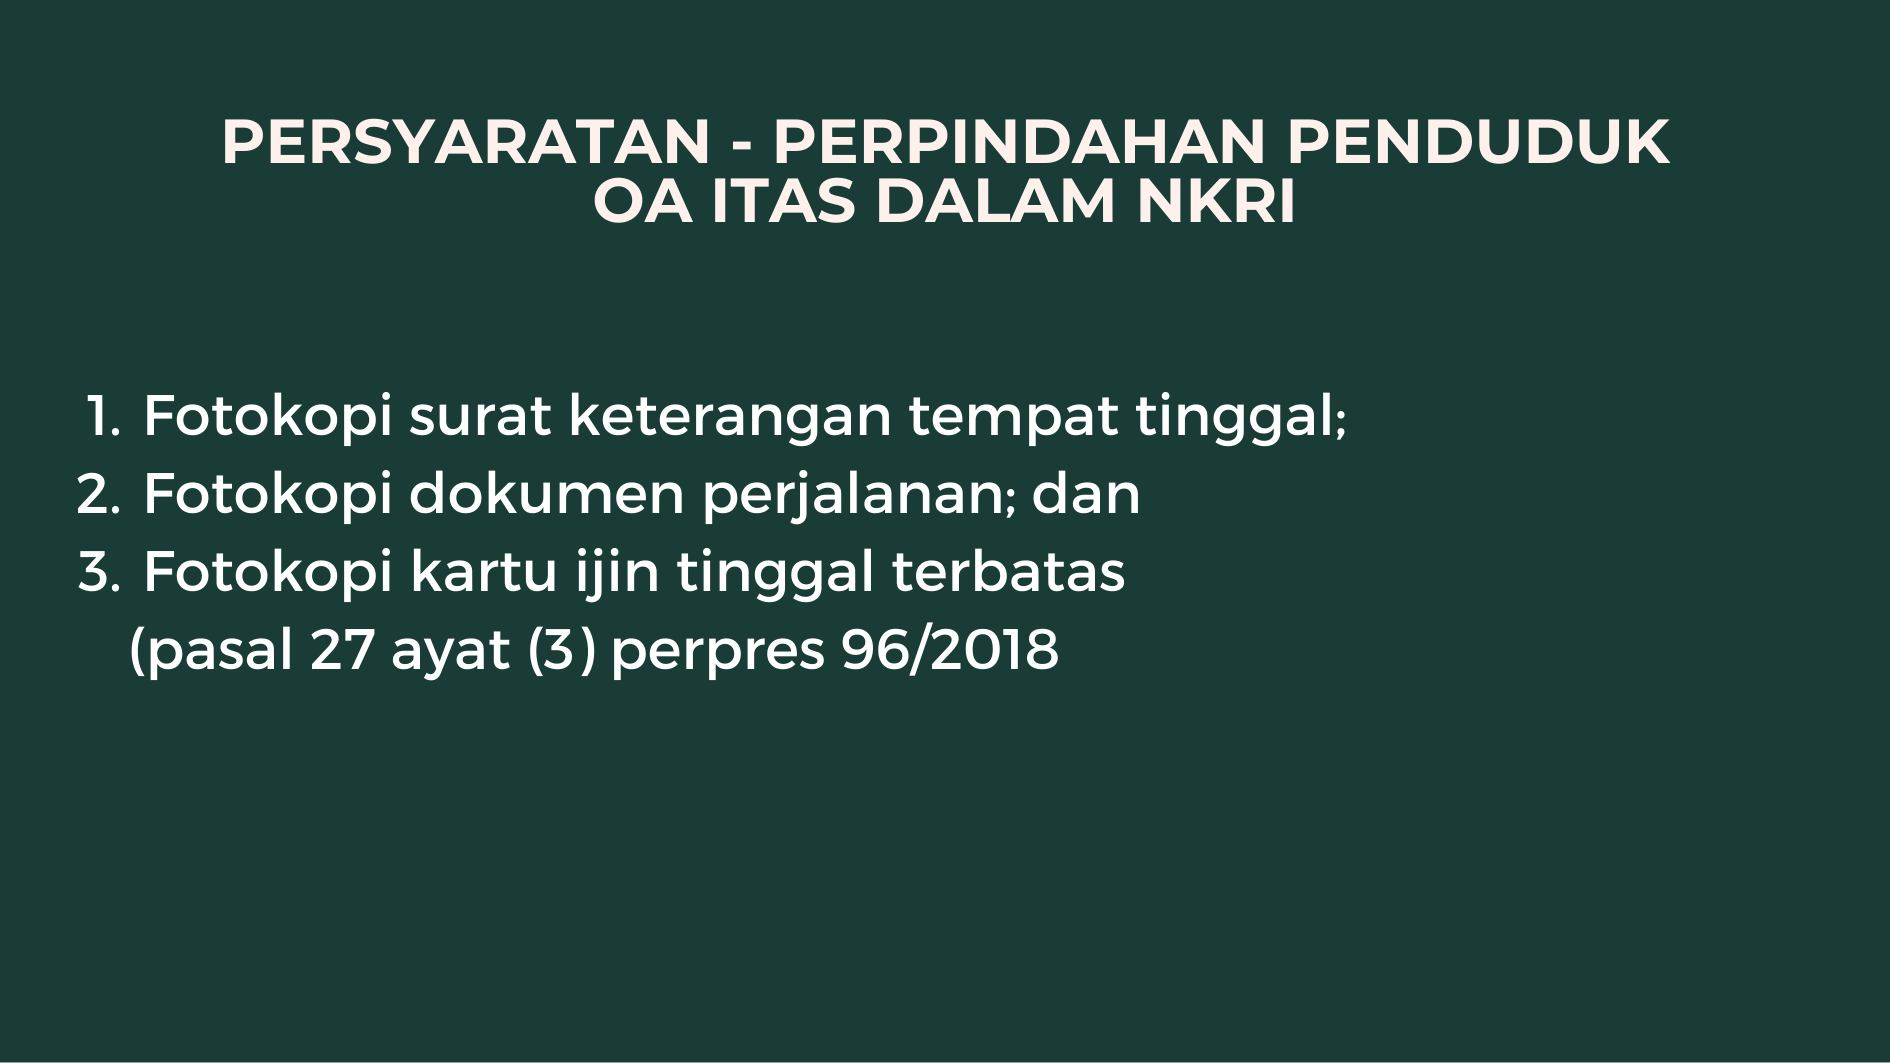 PERSYARATAN - PERPINDAHAN PENDUDUK
OA ITAS DALAM NKRI
1. Fotokopi surat keterangan tempat tinggal;
2. Fotokopi dokumen perjalanan; dan
3. Fotokopi kartu ijin tinggal terbatas
(pasal 27 ayat (3) perpres 96/2018